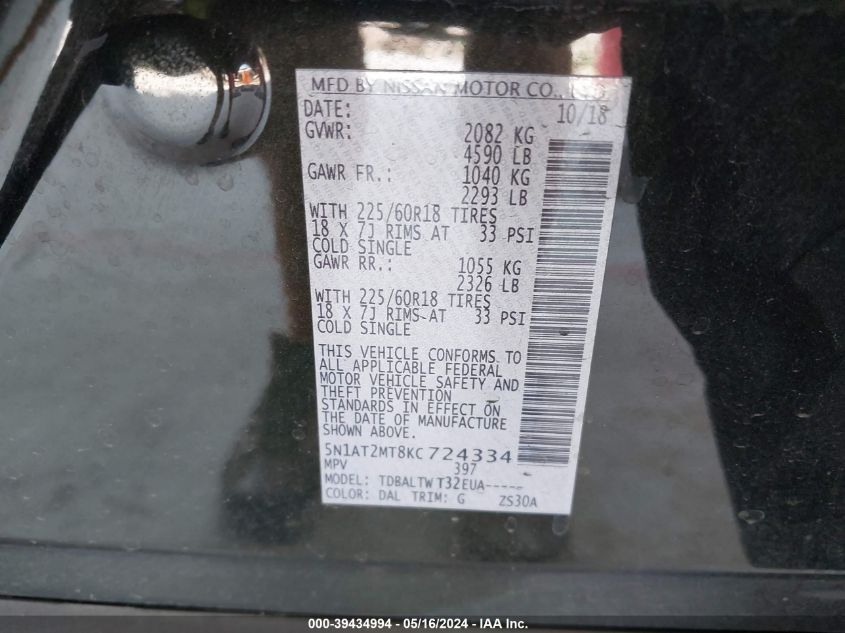 MFD BY NISSAN MOTOR CO., LTD
DATE: 10/18
GVWR: 2082 KG
4590 LB
GAWR FR.: 1040 KG
2293 LB
WITH 225/60R18 TIRES
18 X 7J RIMS AT 33 PSI
COLD SINGLE
GAWR RR.: 1055 KG
2326 LB
WITH 225/60R18 TIRES
18 X 7J RIMS AT 33 PSI
COLD SINGLE
THIS VEHICLE CONFORMS TO
ALL APPLICABLE FEDERAL
MOTOR VEHICLE SAFETY AND
THEFT PREVENTION
STANDARDS IN EFFECT ON
THE DATE OF MANUFACTURE
SHOWN ABOVE.
5N1AT2MT8KC724334
MPV 397
MODEL: TDBALTWT32EUA-----
COLOR: DAL TRIM: G ZS30A
000-39434994 - 05/16/2024 - IAA Inc.